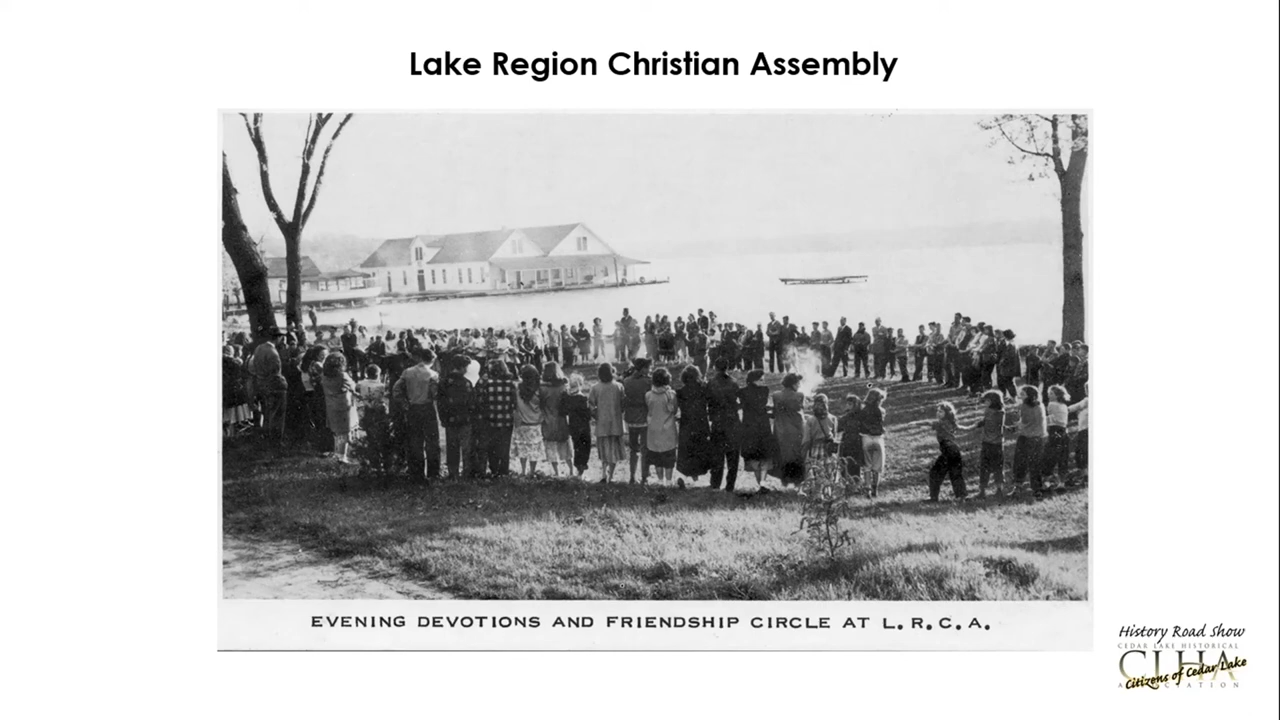 Lake Region Christian Assembly
EVENING DEVOTIONS AND FRIENDSHIP CIRCLE AT L. R. C. A.
History Road Show
CEDAR LAKE HISTORICAL
CLHA
Citizens of Cedar Lake
ASSOCIATION